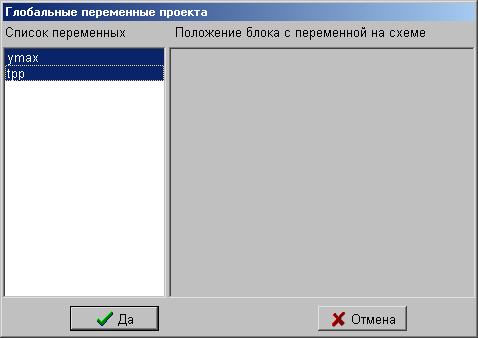 Глобальные переменные проекта
Список переменных
Положение блока с переменной на схеме
ymax
tpp
Да
Отмена